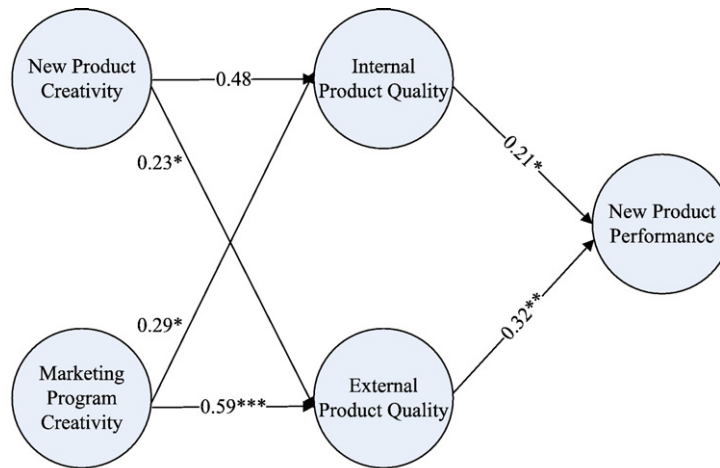 New Product
Creativity
0.48
Internal
Product Quality
0.23*
0.21*
New Product
Performance
0.29*
0.32**
Marketing
Program
Creativity
0.59***
External
Product Quality